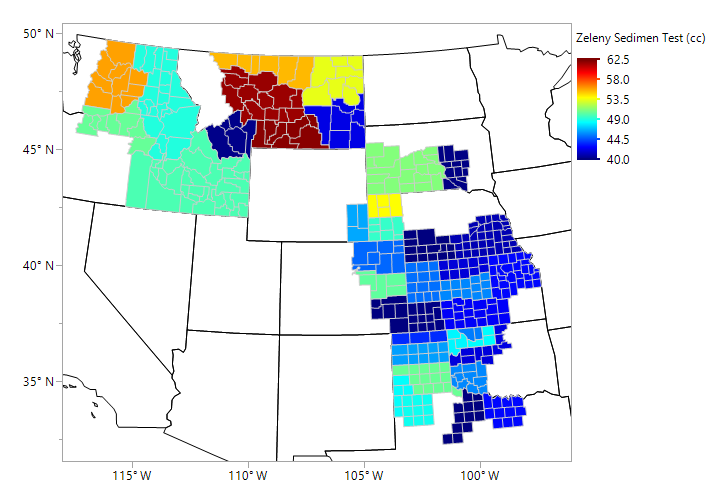 50° N
45° N
40° N
35° N
115° W
110° W
105° W
100° W
Zeleny Sedimen Test (cc)
62.5
58.0
53.5
49.0
44.5
40.0